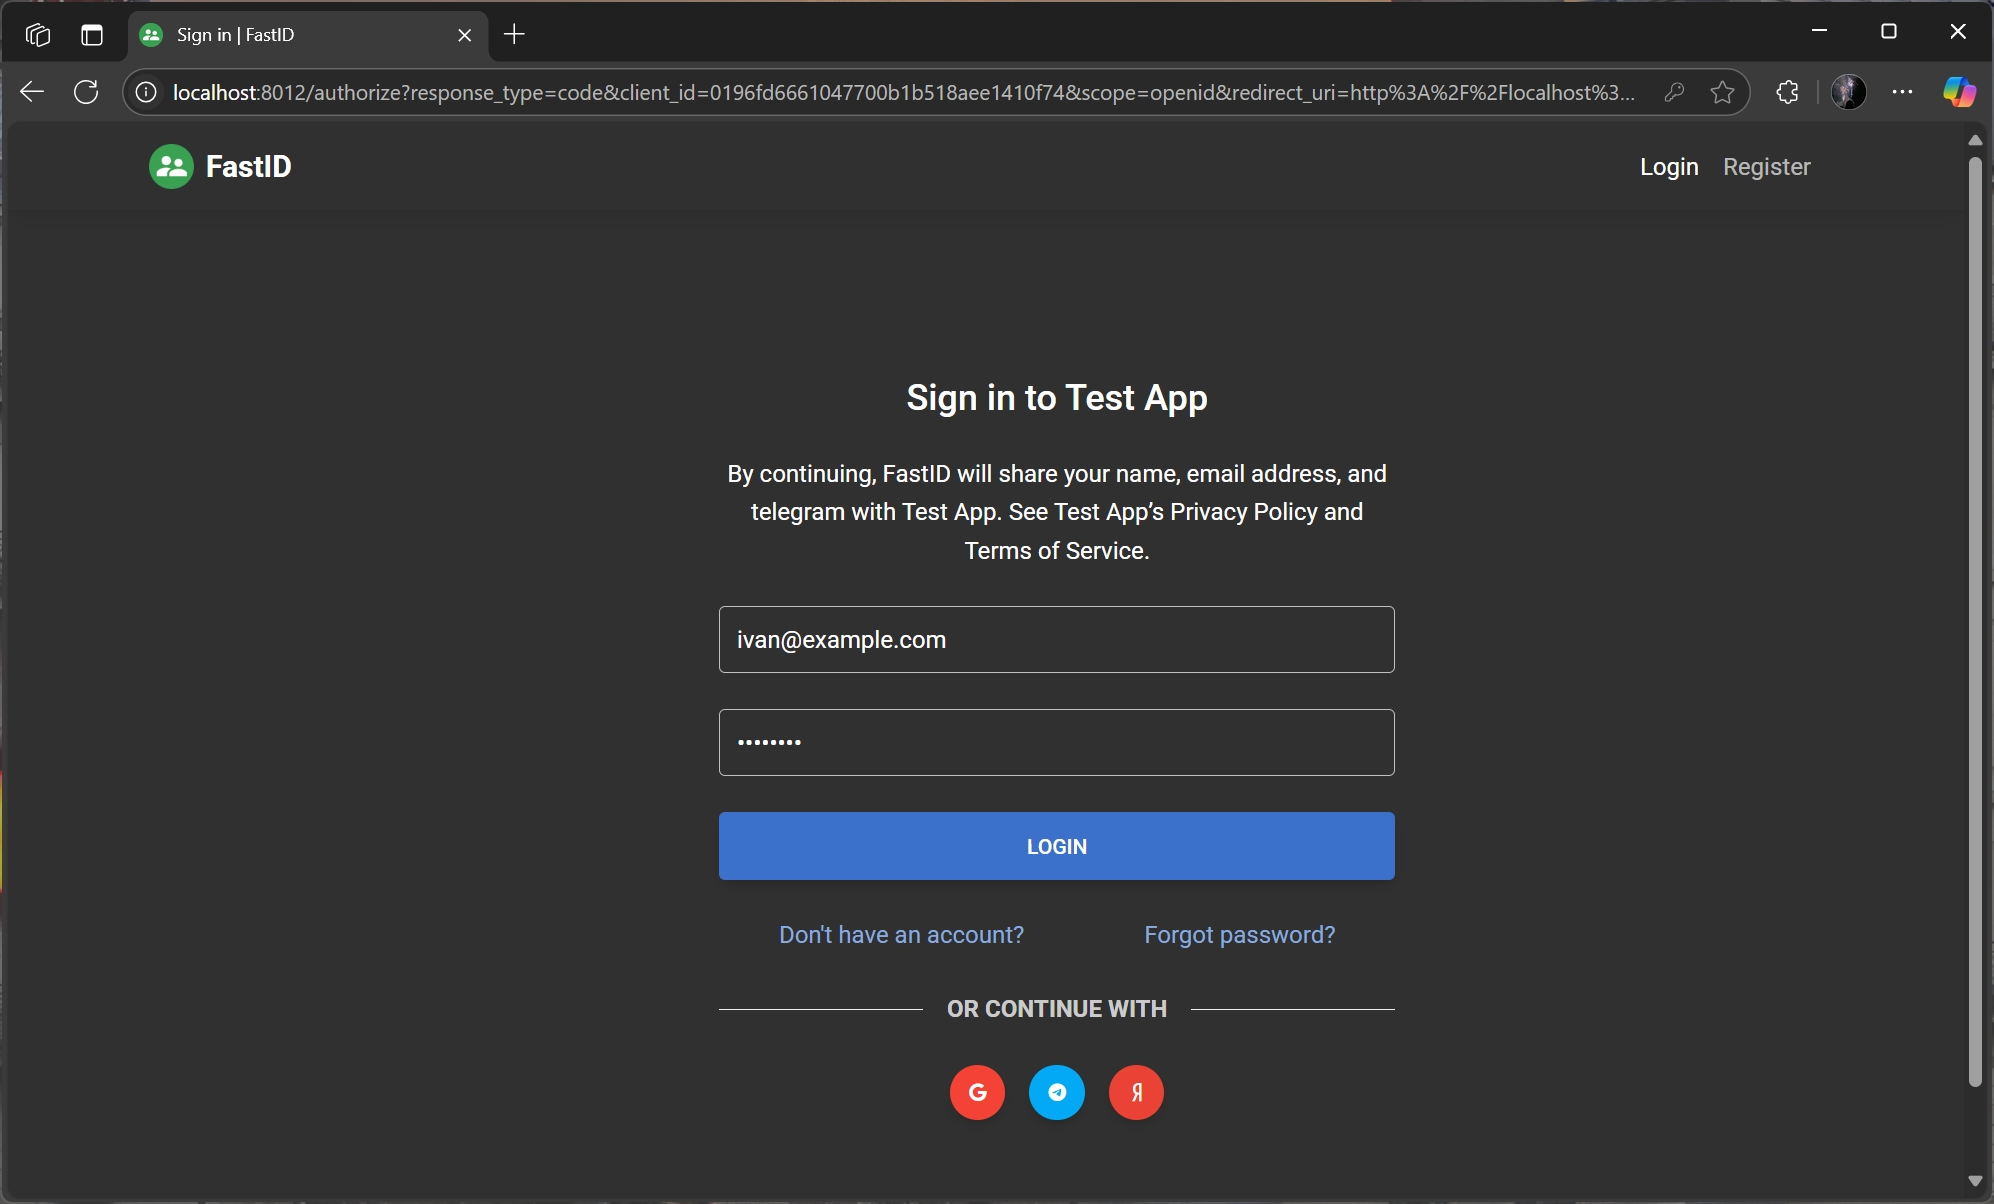 Sign in | FastID
localhost:8012/authorize?response_type=code&client_id=0196fd6661047700b1b518aee1410f74&scope=openid&redirect_uri=http%3A%2F%2Flocalhost%3...
FastID
Login
Register
Sign in to Test App
By continuing, FastID will share your name, email address, and
telegram with Test App. See Test App’s Privacy Policy and
Terms of Service.
ivan@example.com
••••••••
LOGIN
Don't have an account?
Forgot password?
OR CONTINUE WITH
G
Я